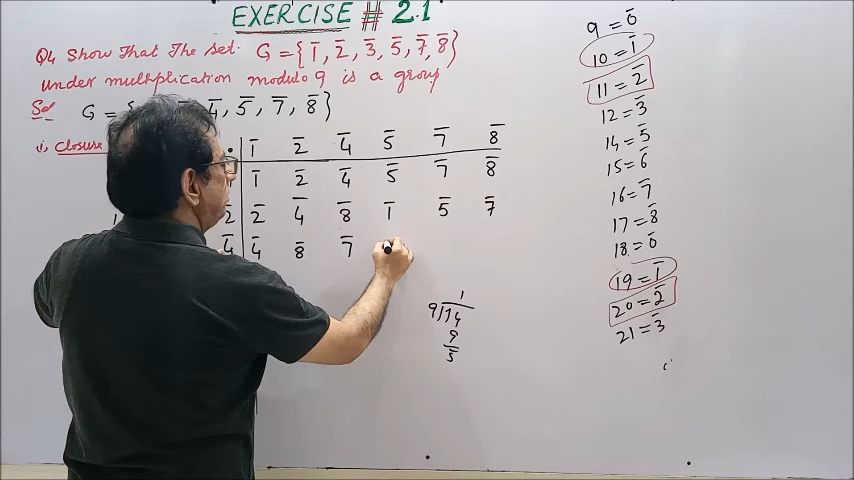 EXERCISE # 2.1
Q4 Show That The set. G = {1̄, 2̄, 3̄, 5̄, 7̄, 8̄}
under multiplication modulo 9 is a group
Sol G = { 4̄, 5̄, 7̄, 8̄}
(i) Closure
1̄ 2̄ 4̄ 5̄ 7̄ 8̄
1̄ 2̄ 4̄ 5̄ 7̄ 8̄
2̄ 2̄ 4̄ 8̄ 1̄ 5̄ 7̄
4̄ 4̄ 8̄ 7̄
1
9 14
9
5
9 = 0̄
10 = 1̄
11 = 2̄
12 = 3̄
14 = 5̄
15 = 6̄
16 = 7̄
17 = 8̄
18 = 0̄
19 = 1̄
20 = 2̄
21 = 3̄